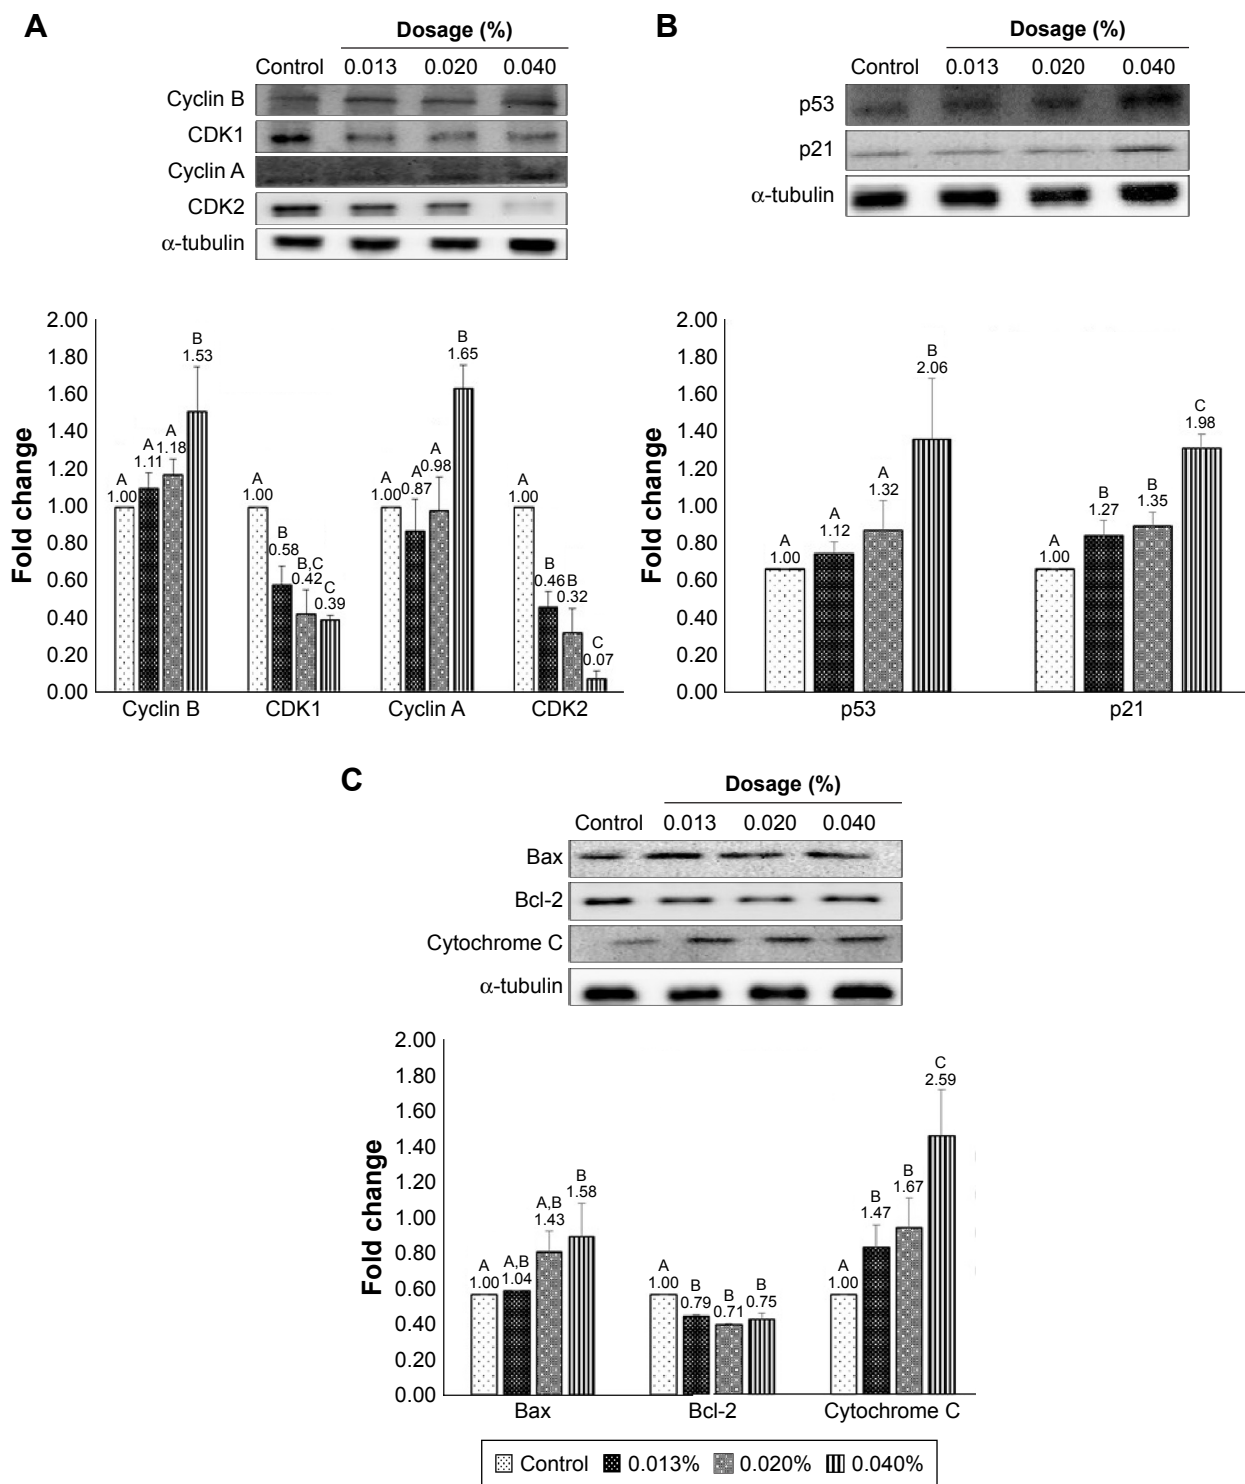 A
Dosage (%)
Control 0.013 0.020 0.040
Cyclin B
CDK1
Cyclin A
CDK2
α-tubulin
2.00
1.80
1.60
1.40
1.20
1.00
0.80
0.60
0.40
0.20
0.00
Fold change
A
1.00
A
1.11
A
1.18
B
1.53
A
1.00
B
0.58
B,C
0.42
C
0.39
A
1.00
A
0.87
A
0.98
B
1.65
A
1.00
B
0.46
B
0.32
C
0.07
Cyclin B CDK1 Cyclin A CDK2
B
Dosage (%)
Control 0.013 0.020 0.040
p53
p21
α-tubulin
2.00
1.80
1.60
1.40
1.20
1.00
0.80
0.60
0.40
0.20
0.00
Fold change
A
1.00
A
1.12
A
1.32
B
2.06
A
1.00
B
1.27
B
1.35
C
1.98
p53 p21
C
Dosage (%)
Control 0.013 0.020 0.040
Bax
Bcl-2
Cytochrome C
α-tubulin
2.00
1.80
1.60
1.40
1.20
1.00
0.80
0.60
0.40
0.20
0.00
Fold change
A
1.00
A,B
1.04
A,B
1.43
B
1.58
A
1.00
B
0.79
B
0.71
B
0.75
A
1.00
B
1.47
B
1.67
C
2.59
Bax Bcl-2 Cytochrome C
Control 0.013% 0.020% 0.040%